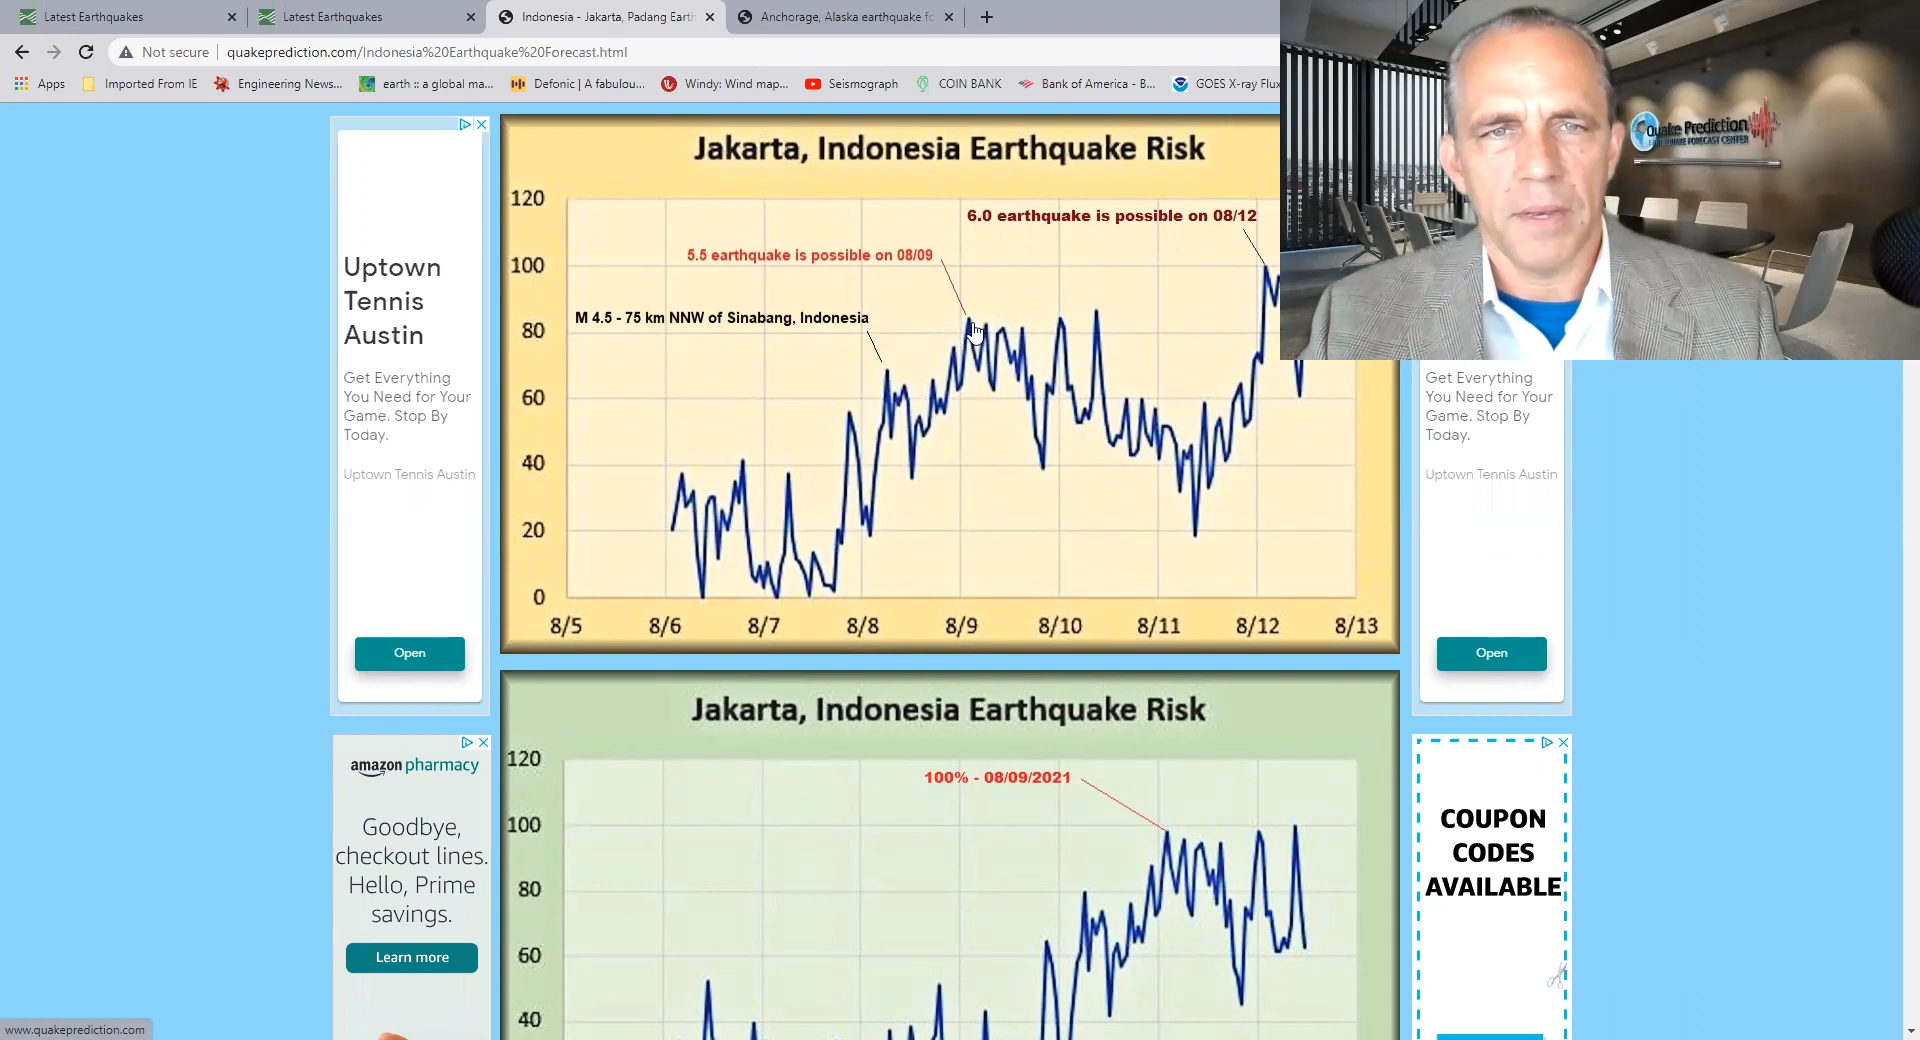 Latest Earthquakes
Latest Earthquakes
Indonesia - Jakarta, Padang Eart
Anchorage, Alaska earthquake fo
Not secure
quakeprediction.com/Indonesia%20Earthquake%20Forecast.html
Apps
Imported From IE
Engineering News...
earth :: a global ma...
Defonic | A fabulou...
Windy: Wind map...
Seismograph
COIN BANK
Bank of America - B...
GOES X-ray Flux
Quake Prediction
EARTHQUAKE FORECAST CENTER
Uptown
Tennis
Austin
Get Everything
You Need for Your
Game. Stop By
Today.
Uptown Tennis Austin
Open
Jakarta, Indonesia Earthquake Risk
120
100
80
60
40
20
0
6.0 earthquake is possible on 08/12
5.5 earthquake is possible on 08/09
M 4.5 - 75 km NNW of Sinabang, Indonesia
8/5
8/6
8/7
8/8
8/9
8/10
8/11
8/12
8/13
Get Everything
You Need for Your
Game. Stop By
Today.
Uptown Tennis Austin
Open
amazon pharmacy
Goodbye,
checkout lines.
Hello, Prime
savings.
Learn more
Jakarta, Indonesia Earthquake Risk
120
100
80
60
40
100% - 08/09/2021
COUPON
CODES
AVAILABLE
www.quakeprediction.com